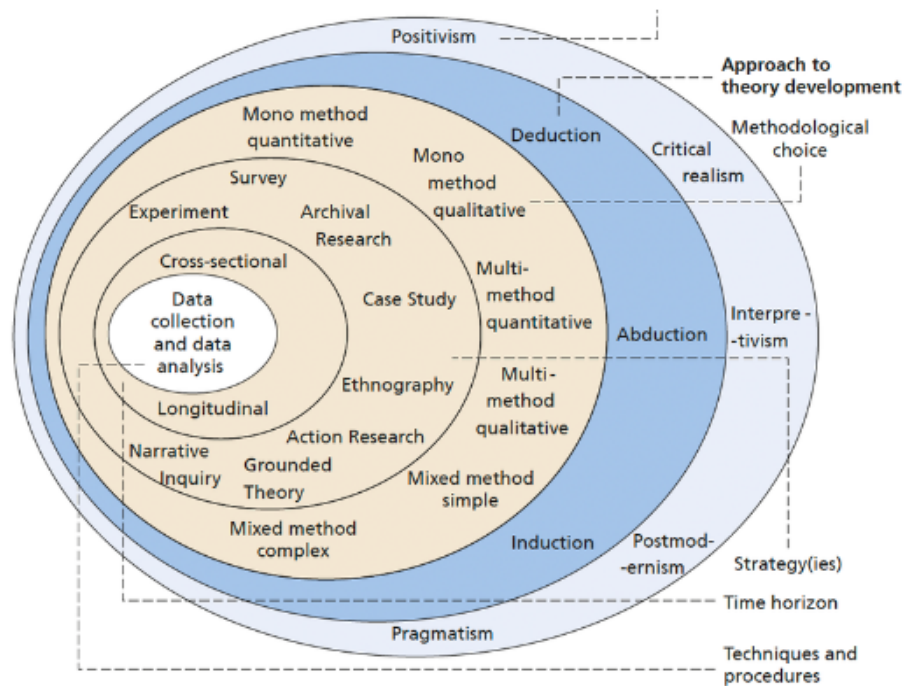 Positivism
Approach to
theory development
Mono method
quantitative
Deduction
Methodological
choice
Critical
realism
Mono
method
qualitative
Survey
Experiment
Archival
Research
Cross-sectional
Multi-
method
quantitative
Data
collection
and data
analysis
Case Study
Abduction
Interpre -
-tivism
Ethnography
Multi-
method
qualitative
Longitudinal
Action Research
Narrative
Inquiry
Grounded
Theory
Mixed method
simple
Mixed method
complex
Induction
Postmod-
-ernism
Strategy(ies)
Time horizon
Pragmatism
Techniques and
procedures